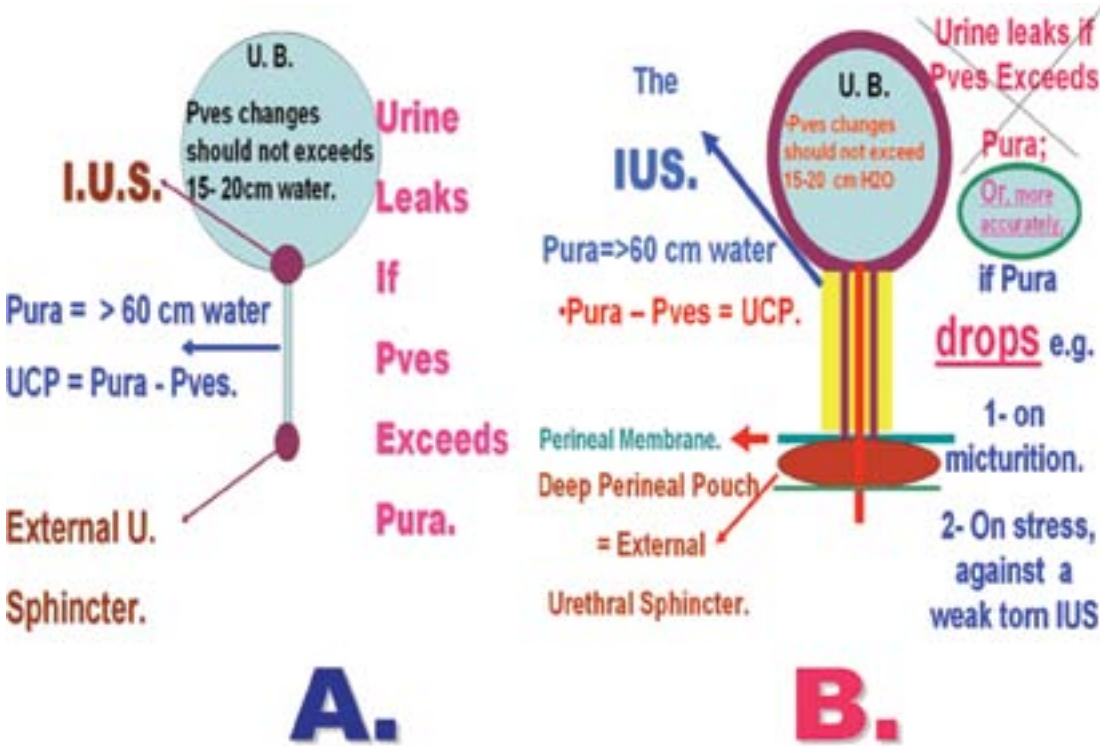 U. B.
Pves changes
should not exceeds
15- 20cm water.
I.U.S.
Pura = > 60 cm water
UCP = Pura - Pves.
External U.
Sphincter.
Urine
Leaks
If
Pves
Exceeds
Pura.
A.
The
IUS.
Pura=>60 cm water
•Pura – Pves = UCP.
Perineal Membrane.
Deep Perineal Pouch
= External
Urethral Sphincter.
U. B.
•Pves changes
should not exceed
15-20 cm H2O
Urine leaks if
Pves Exceeds
Pura;
Or, more
accurately,
if Pura
drops e.g.
1- on
micturition.
2- On stress,
against a
weak torn IUS
B.